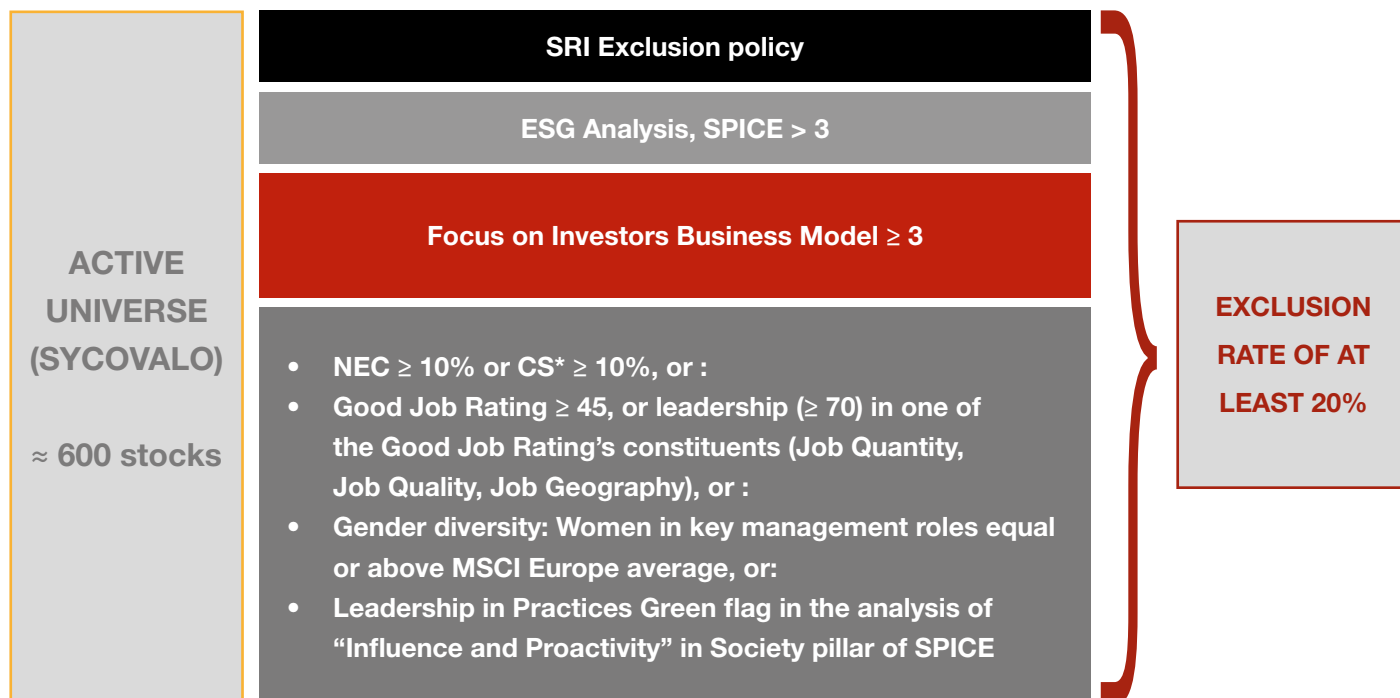 ACTIVE
UNIVERSE
(SYCOVALO)
≈ 600 stocks
SRI Exclusion policy
ESG Analysis, SPICE > 3
Focus on Investors Business Model ≥ 3
• NEC ≥ 10% or CS* ≥ 10%, or :
• Good Job Rating ≥ 45, or leadership (≥ 70) in one of
the Good Job Rating's constituents (Job Quantity,
Job Quality, Job Geography), or :
• Gender diversity: Women in key management roles equal
or above MSCI Europe average, or:
• Leadership in Practices Green flag in the analysis of
“Influence and Proactivity” in Society pillar of SPICE
EXCLUSION
RATE OF AT
LEAST 20%